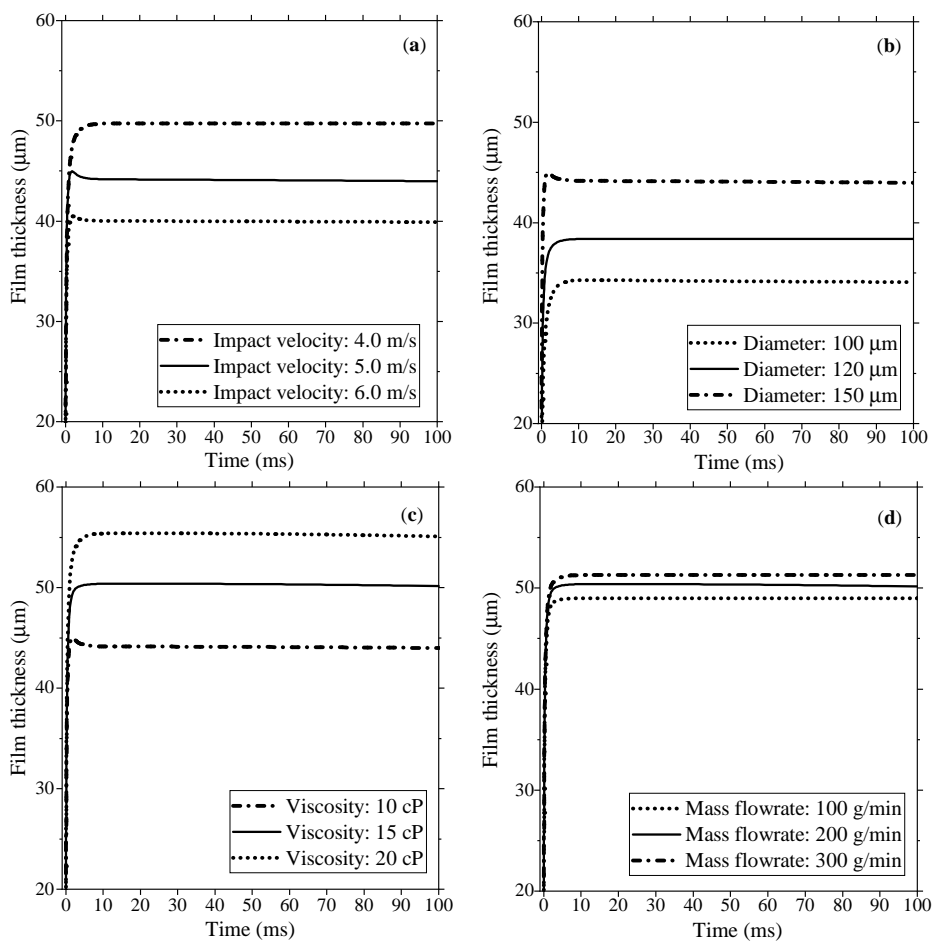 (a)
60
50
40
30
20
Film thickness (μm)
Impact velocity: 4.0 m/s
Impact velocity: 5.0 m/s
Impact velocity: 6.0 m/s
0 10 20 30 40 50 60 70 80 90 100
Time (ms)
(b)
60
50
40
30
20
Film thickness (μm)
Diameter: 100 μm
Diameter: 120 μm
Diameter: 150 μm
0 10 20 30 40 50 60 70 80 90 100
Time (ms)
(c)
60
50
40
30
20
Film thickness (μm)
Viscosity: 10 cP
Viscosity: 15 cP
Viscosity: 20 cP
0 10 20 30 40 50 60 70 80 90 100
Time (ms)
(d)
60
50
40
30
20
Film thickness (μm)
Mass flowrate: 100 g/min
Mass flowrate: 200 g/min
Mass flowrate: 300 g/min
0 10 20 30 40 50 60 70 80 90 100
Time (ms)